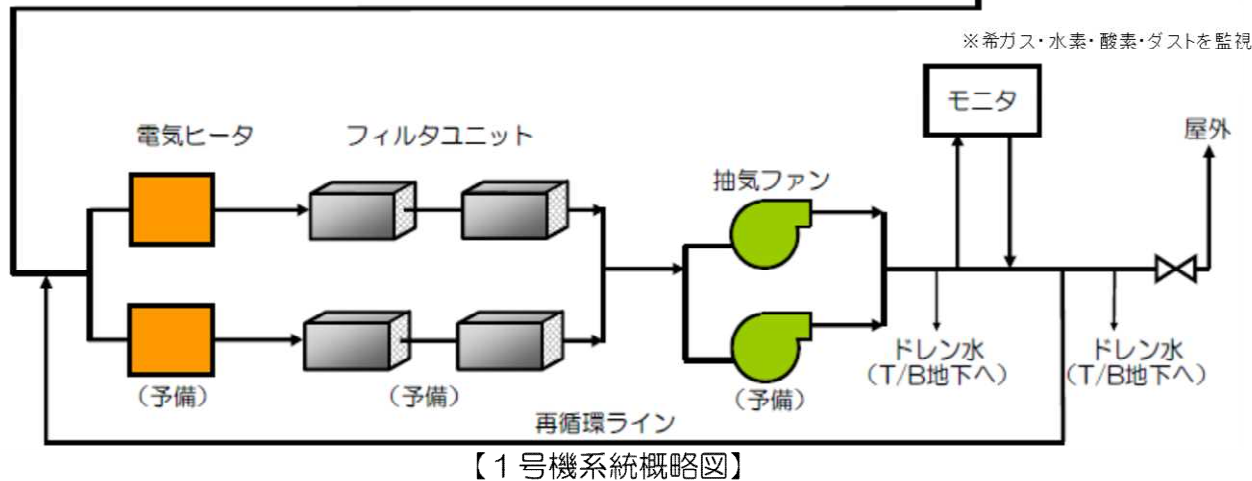 ※希ガス・水素・酸素・ダストを監視
モニタ
屋外
電気ヒータ
フィルタユニット
抽気ファン
ドレン水
（T/B地下へ）
ドレン水
（T/B地下へ）
（予備）
（予備）
（予備）
再循環ライン
【１号機系統概略図】